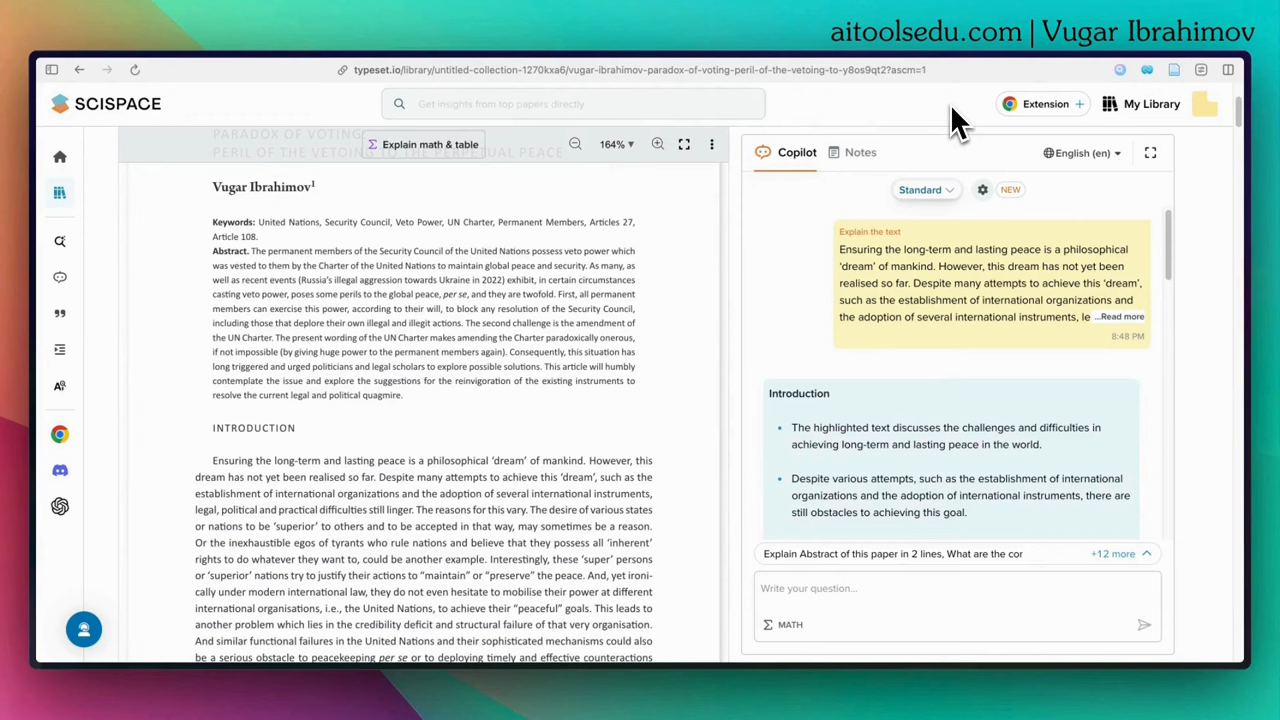 aitoolsedu.com | Vugar Ibrahimov
typeset.io/library/untitled-collection-1270kxa6/vugar-ibrahimov-paradox-of-voting-peril-of-the-vetoing-to-y8os9qt2?ascm=1
SCISPACE
Get insights from top papers directly
Extension +
My Library
PARADOX OF VOTING
PERIL OF THE VETOING TO THE PERPETUAL PEACE
Explain math & table
164%
Vugar Ibrahimov¹
Keywords: United Nations, Security Council, Veto Power, UN Charter, Permanent Members, Articles 27,
Article 108.
Abstract. The permanent members of the Security Council of the United Nations possess veto power which
was vested to them by the Charter of the United Nations to maintain global peace and security. As many, as
well as recent events (Russia's illegal aggression towards Ukraine in 2022) exhibit, in certain circumstances
casting veto power, poses some perils to the global peace, per se, and they are twofold. First, all permanent
members can exercise this power, according to their will, to block any resolution of the Security Council,
including those that deplore their own illegal and illegit actions. The second challenge is the amendment of
the UN Charter. The present wording of the UN Charter makes amending the Charter paradoxically onerous,
if not impossible (by giving huge power to the permanent members again). Consequently, this situation has
long triggered and urged politicians and legal scholars to explore possible solutions. This article will humbly
contemplate the issue and explore the suggestions for the reinvigoration of the existing instruments to
resolve the current legal and political quagmire.
INTRODUCTION
Ensuring the long-term and lasting peace is a philosophical 'dream' of mankind. However, this
dream has not yet been realised so far. Despite many attempts to achieve this 'dream', such as the
establishment of international organizations and the adoption of several international instruments,
legal, political and practical difficulties still linger. The reasons for this vary. The desire of various states
or nations to be 'superior' to others and to be accepted in that way, may sometimes be a reason.
Or the inexhaustible egos of tyrants who rule nations and believe that they possess all 'inherent'
rights to do whatever they want to, could be another example. Interestingly, these 'super' persons
or 'superior' nations try to justify their actions to "maintain" or "preserve" the peace. And, yet ironi-
cally under modern international law, they do not even hesitate to mobilise their power at different
international organisations, i.e., the United Nations, to achieve their "peaceful" goals. This leads to
another problem which lies in the credibility deficit and structural failure of that very organisation.
And similar functional failures in the United Nations and their sophisticated mechanisms could also
be a serious obstacle to peacekeeping per se or to deploying timely and effective counteractions
Copilot
Notes
English (en)
Standard
NEW
Explain the text
Ensuring the long-term and lasting peace is a philosophical
'dream' of mankind. However, this dream has not yet been
realised so far. Despite many attempts to achieve this 'dream',
such as the establishment of international organizations and
the adoption of several international instruments, le ...Read more
8:48 PM
Introduction
• The highlighted text discusses the challenges and difficulties in
achieving long-term and lasting peace in the world.
• Despite various attempts, such as the establishment of international
organizations and the adoption of international instruments, there are
still obstacles to achieving this goal.
Explain Abstract of this paper in 2 lines, What are the cor
+12 more
Write your question...
MATH